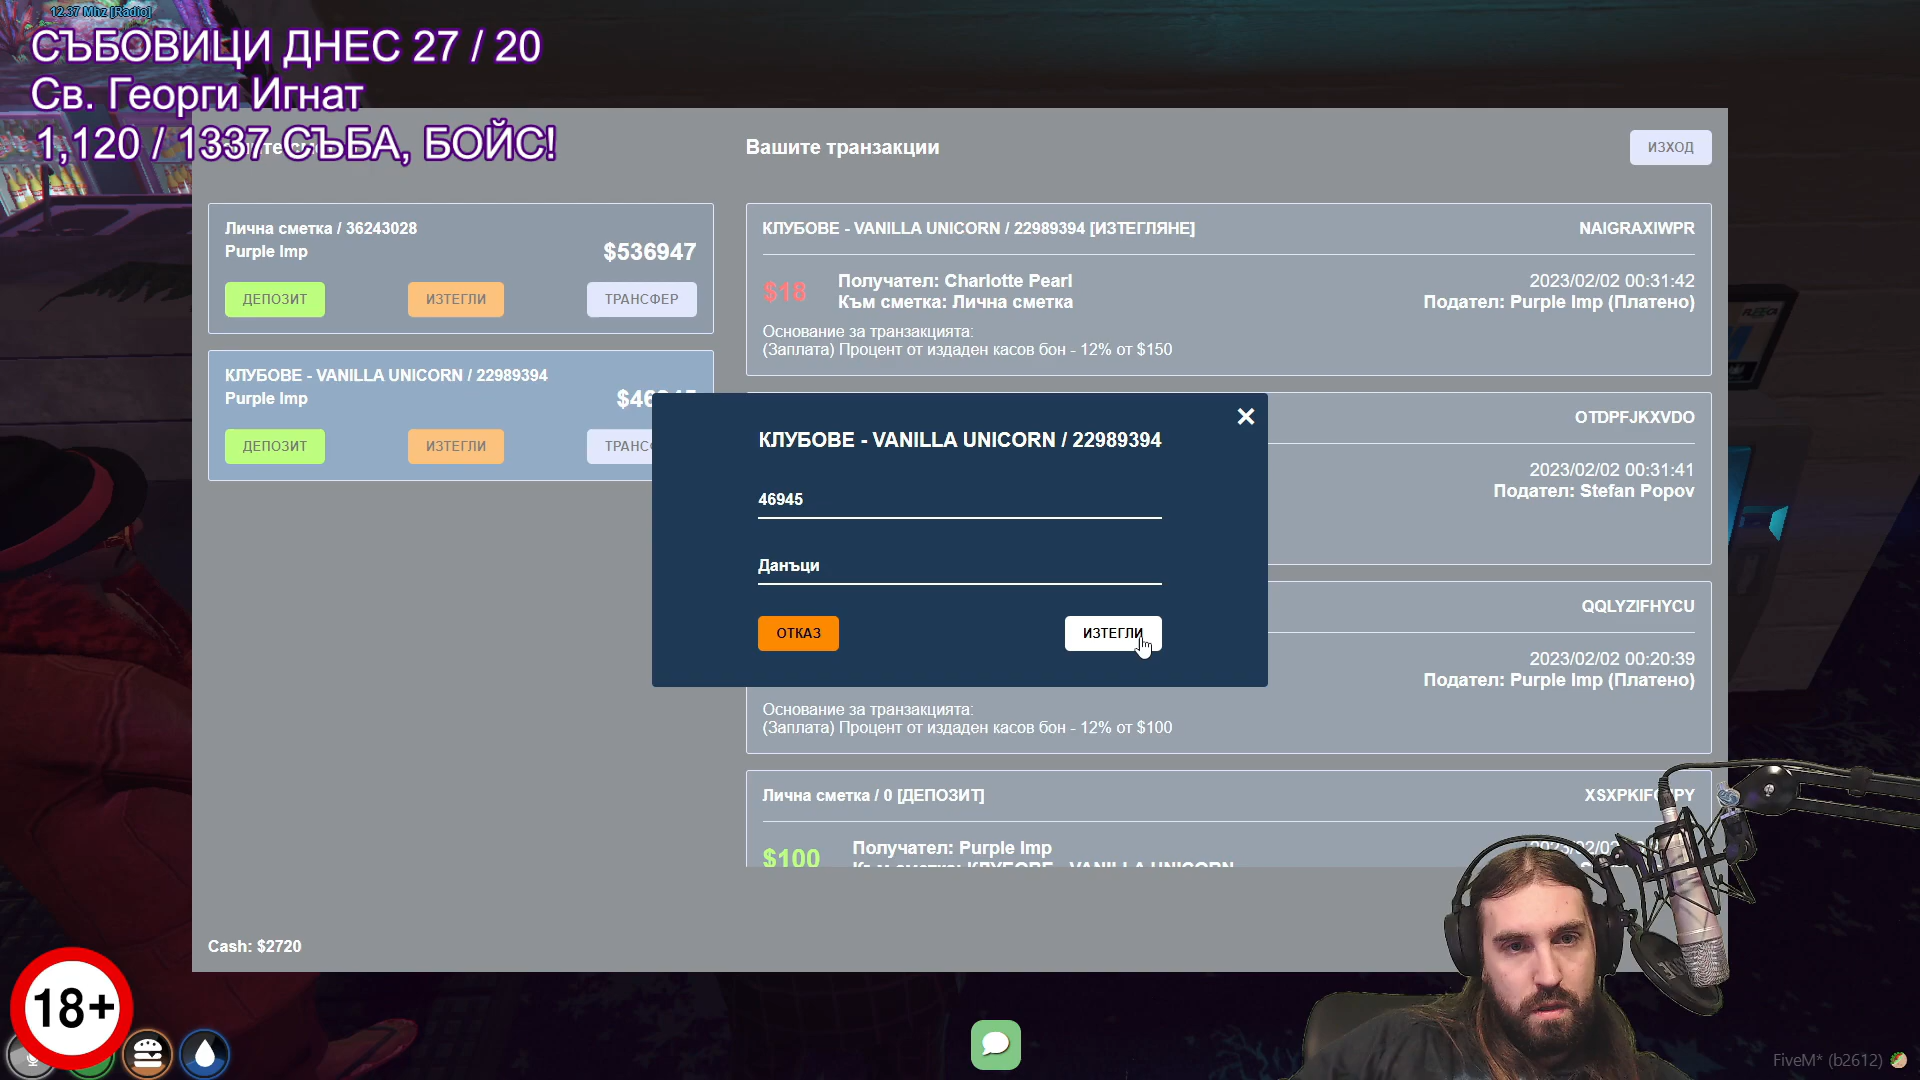 12.37 Mhz [Radio]
СЪБОВИЦИ ДНЕС 27 / 20
Св. Георги Игнат
1,120 / 1337 СЪБА, БОЙС!
Вашите транзакции
ИЗХОД
Лична сметка / 36243028
Purple Imp
$536947
ДЕПОЗИТ
ИЗТЕГЛИ
ТРАНСФЕР
КЛУБОВЕ - VANILLA UNICORN / 22989394
Purple Imp
ДЕПОЗИТ
ИЗТЕГЛИ
Cash: $2720
КЛУБОВЕ - VANILLA UNICORN / 22989394 [ИЗТЕГЛЯНЕ]
NAIGRAXIWPR
$18
Получател: Charlotte Pearl
Към сметка: Лична сметка
2023/02/02 00:31:42
Подател: Purple Imp (Платено)
Основание за транзакцията:
(Заплата) Процент от издаден касов бон - 12% от $150
OTDPFJKXVDO
2023/02/02 00:31:41
Подател: Stefan Popov
КЛУБОВЕ - VANILLA UNICORN / 22989394
46945
Данъци
ОТКАЗ
ИЗТЕГЛИ
QQLYZIFHYCU
2023/02/02 00:20:39
Подател: Purple Imp (Платено)
Основание за транзакцията:
(Заплата) Процент от издаден касов бон - 12% от $100
Лична сметка / 0 [ДЕПОЗИТ]
$100
Получател: Purple Imp
18+
FiveM* (b2612)